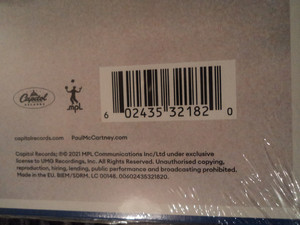 Capitol
RECORDS
mpl
6 02435 32182 0
capitolrecords.com PaulMcCartney.com
Capitol Records; ℗© 2021 MPL Communications Inc/Ltd under exclusive
license to UMG Recordings, Inc. All Rights Reserved. Unauthorised copying,
reproduction, hiring, lending, public performance and broadcasting prohibited.
Made in the EU. BIEM/SDRM. LC 00148. 00602435321820.